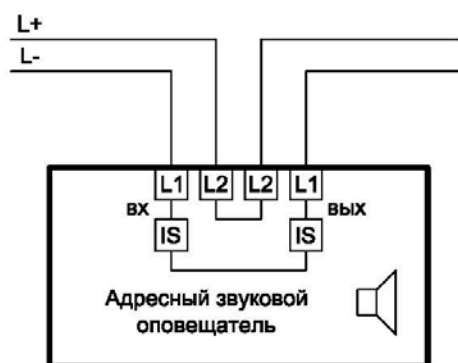 L+
L-
L1 L2 L2 L1
вх вых
IS IS
Адресный звуковой
оповещатель